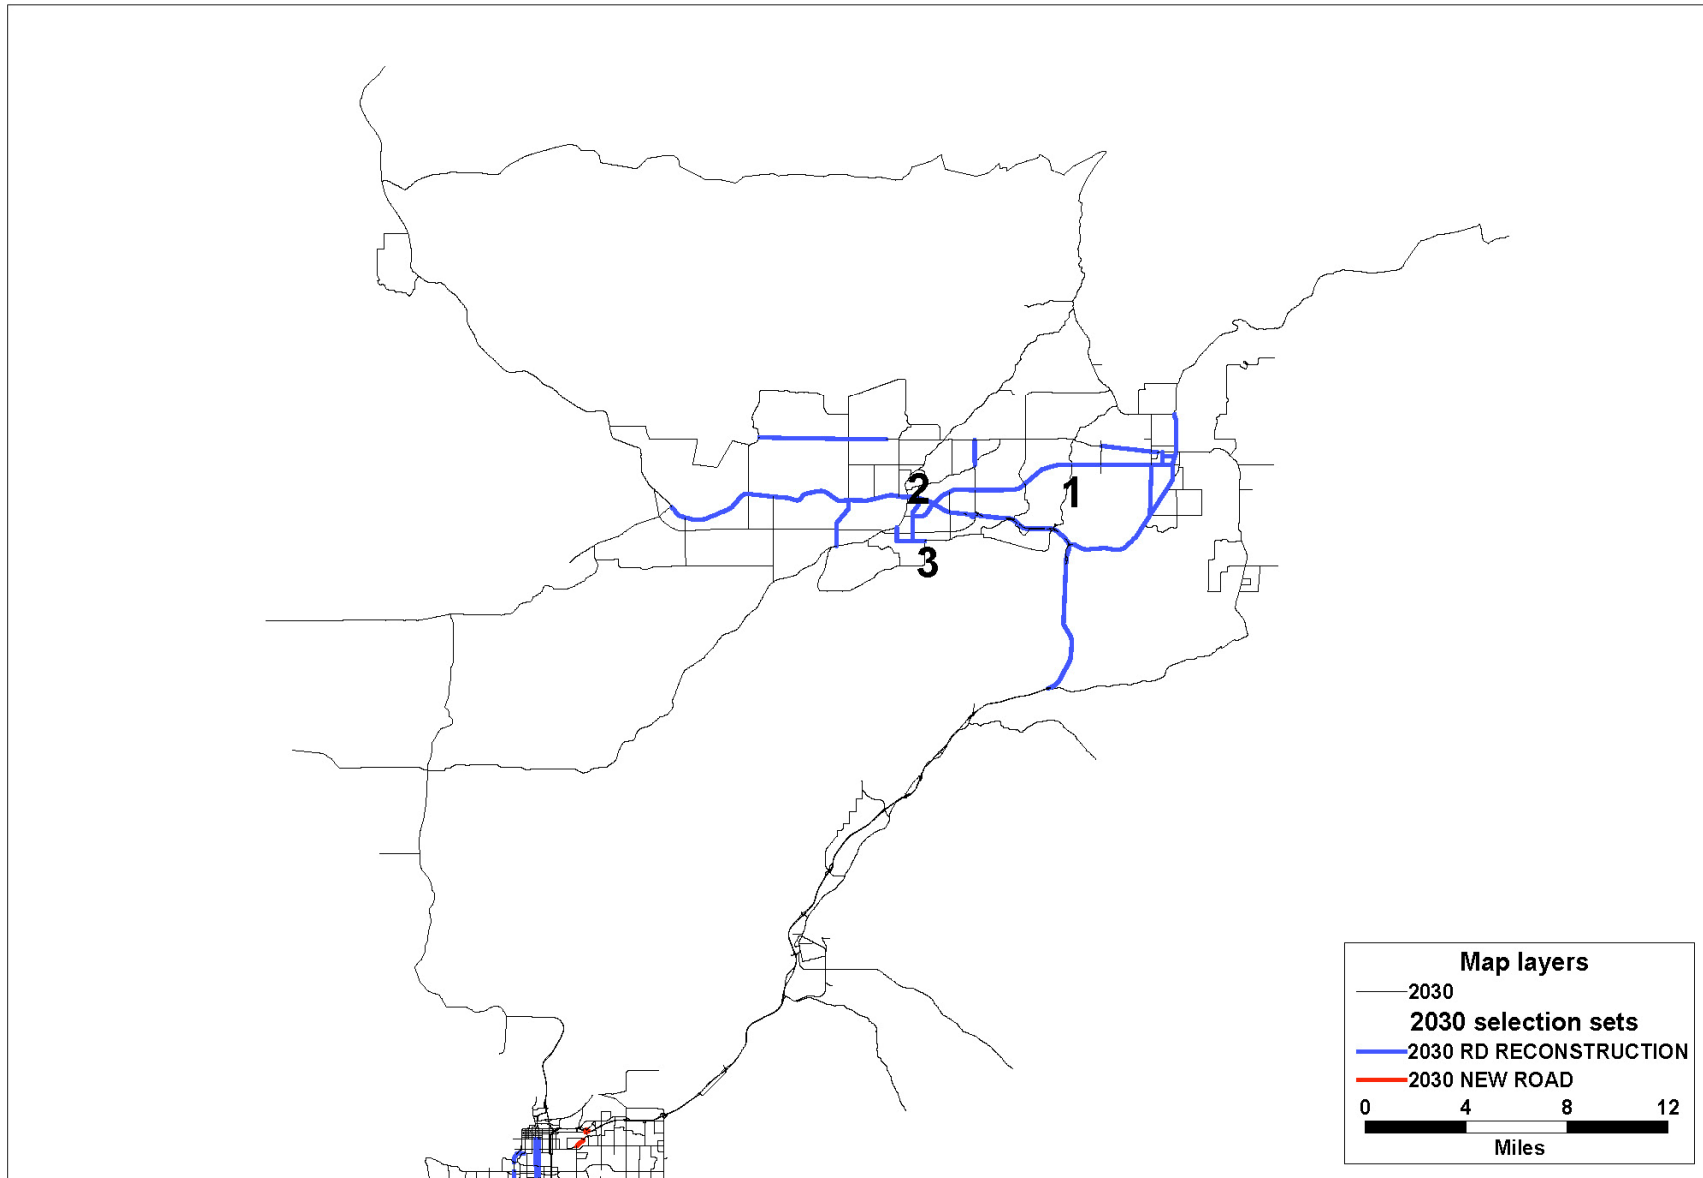 2
1
3
Map layers
2030
2030 selection sets
2030 RD RECONSTRUCTION
2030 NEW ROAD
0 4 8 12
Miles